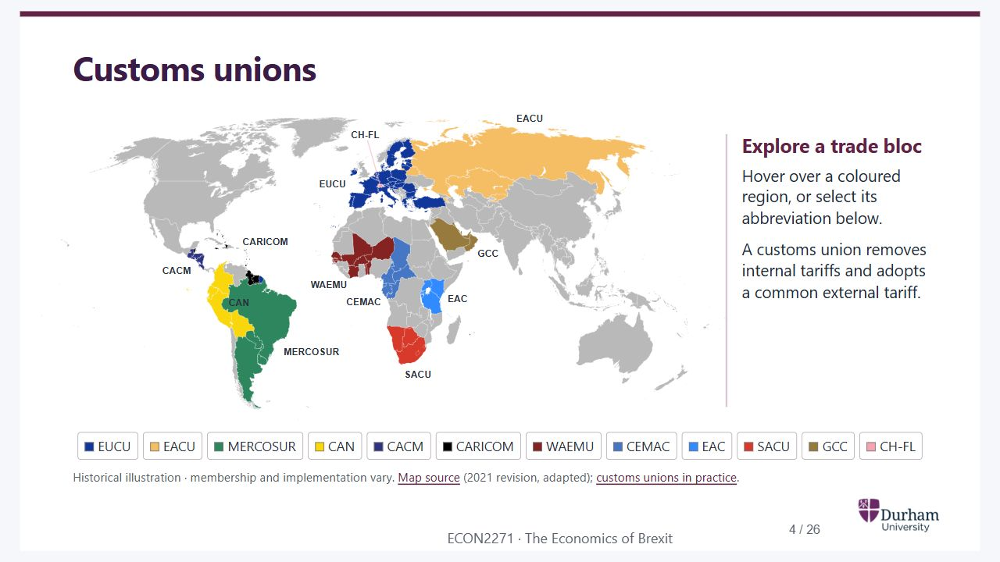 Customs unions
EACU
CH-FL
EUCU
CARICOM
CACM
GCC
WAEMU
CEMAC
EAC
CAN
MERCOSUR
SACU
Explore a trade bloc
Hover over a coloured
region, or select its
abbreviation below.
A customs union removes
internal tariffs and adopts
a common external tariff.
EUCU EACU MERCOSUR CAN CACM CARICOM WAEMU CEMAC EAC SACU GCC CH-FL
Historical illustration · membership and implementation vary. Map source (2021 revision, adapted); customs unions in practice.
ECON2271 · The Economics of Brexit
4 / 26
Durham
University